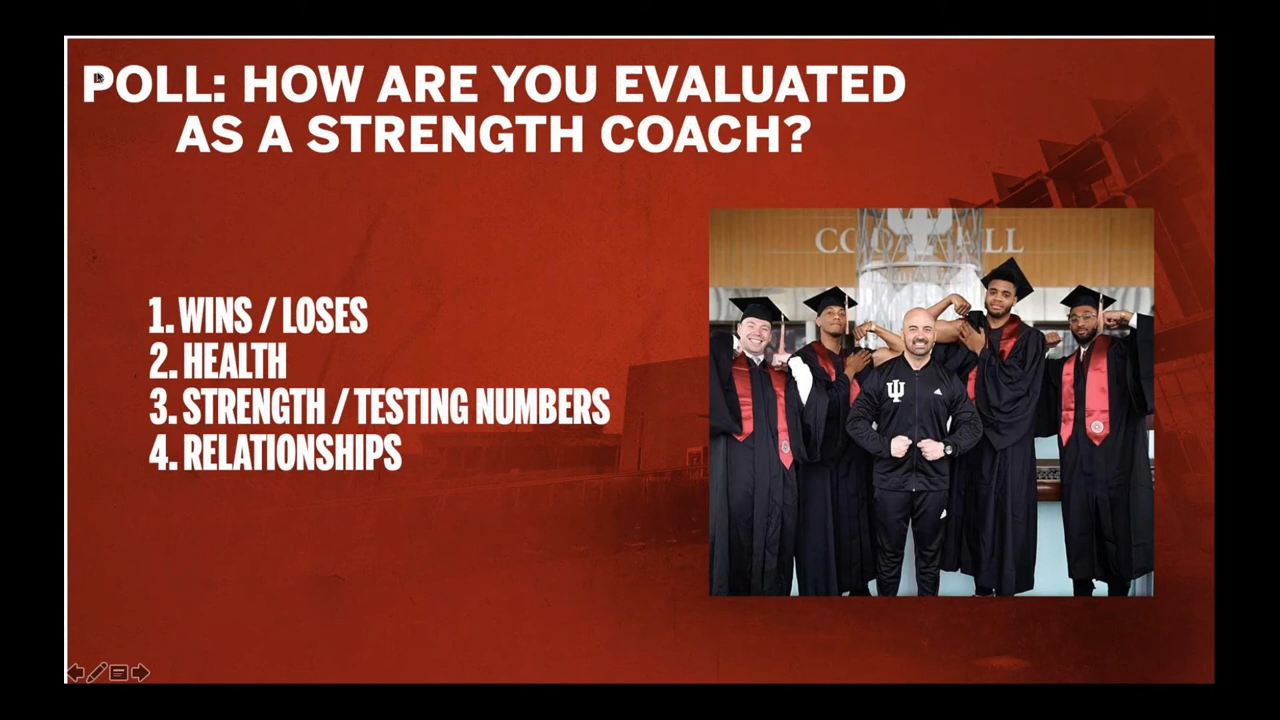 POLL: HOW ARE YOU EVALUATED
AS A STRENGTH COACH?
1. WINS / LOSES
2. HEALTH
3. STRENGTH / TESTING NUMBERS
4. RELATIONSHIPS
HALL